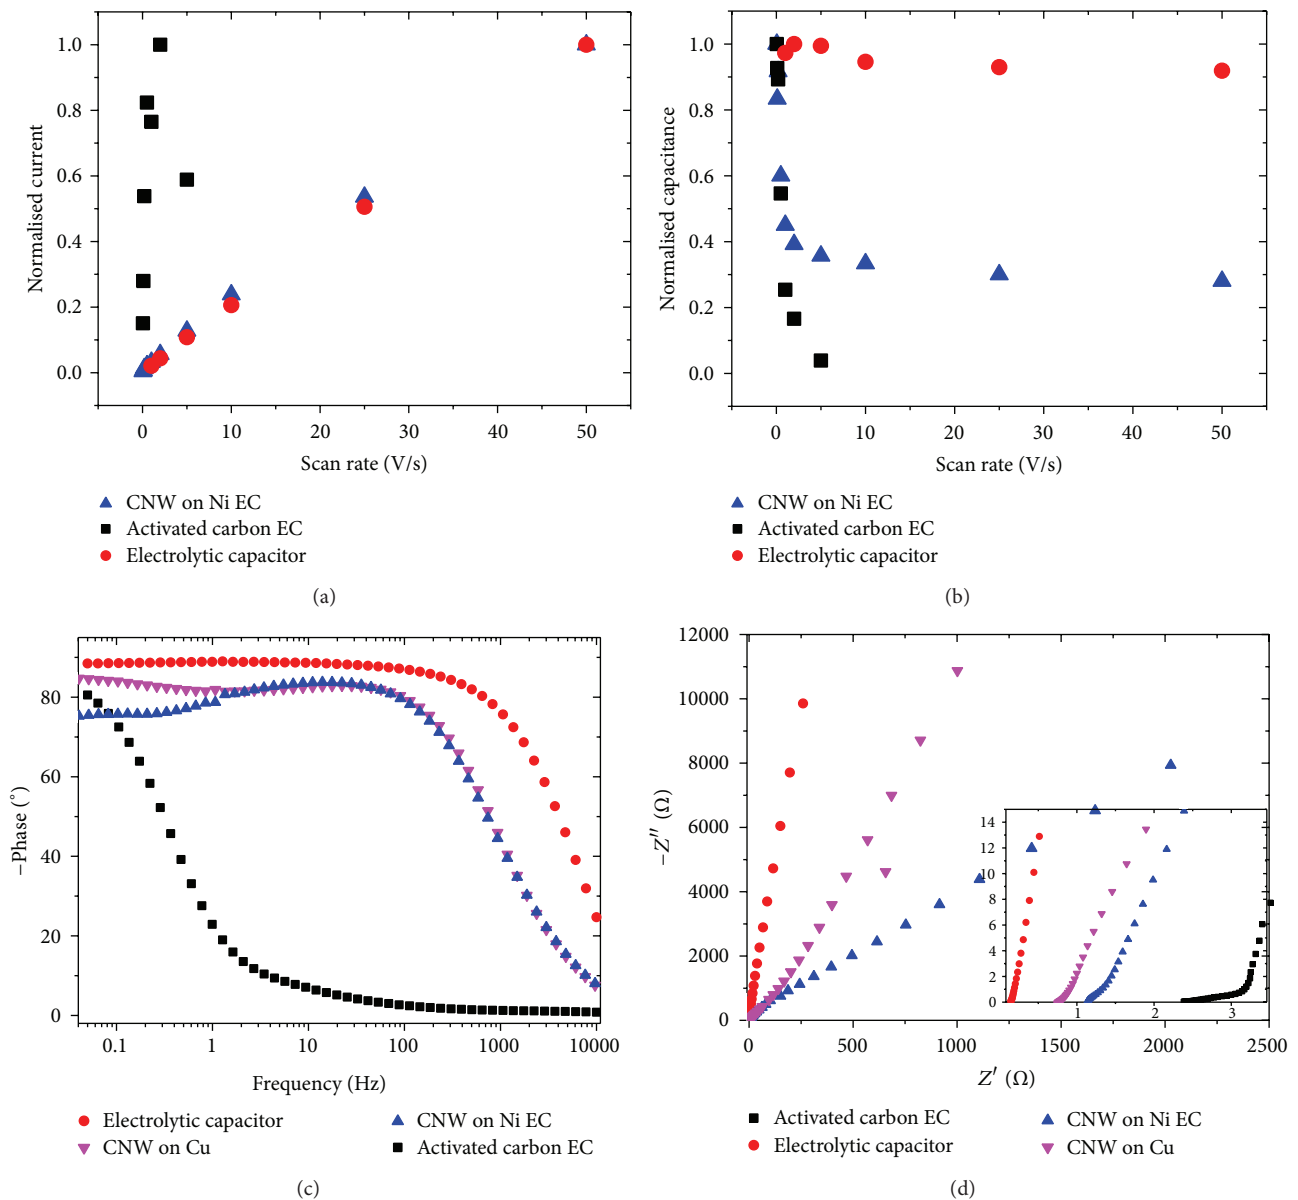 1.0
0.8
0.6
0.4
0.2
0.0
Normalised current
0 10 20 30 40 50
Scan rate (V/s)
CNW on Ni EC
Activated carbon EC
Electrolytic capacitor
(a)
1.0
0.8
0.6
0.4
0.2
0.0
Normalised capacitance
0 10 20 30 40 50
Scan rate (V/s)
CNW on Ni EC
Activated carbon EC
Electrolytic capacitor
(b)
80
60
40
20
0
−Phase (°)
0.1 1 10 100 1000 10000
Frequency (Hz)
Electrolytic capacitor
CNW on Cu
CNW on Ni EC
Activated carbon EC
(c)
12000
10000
8000
6000
4000
2000
0
−Z″ (Ω)
14
12
10
8
6
4
2
0
1 2 3
0 500 1000 1500 2000 2500
Z′ (Ω)
Activated carbon EC
Electrolytic capacitor
CNW on Ni EC
CNW on Cu
(d)